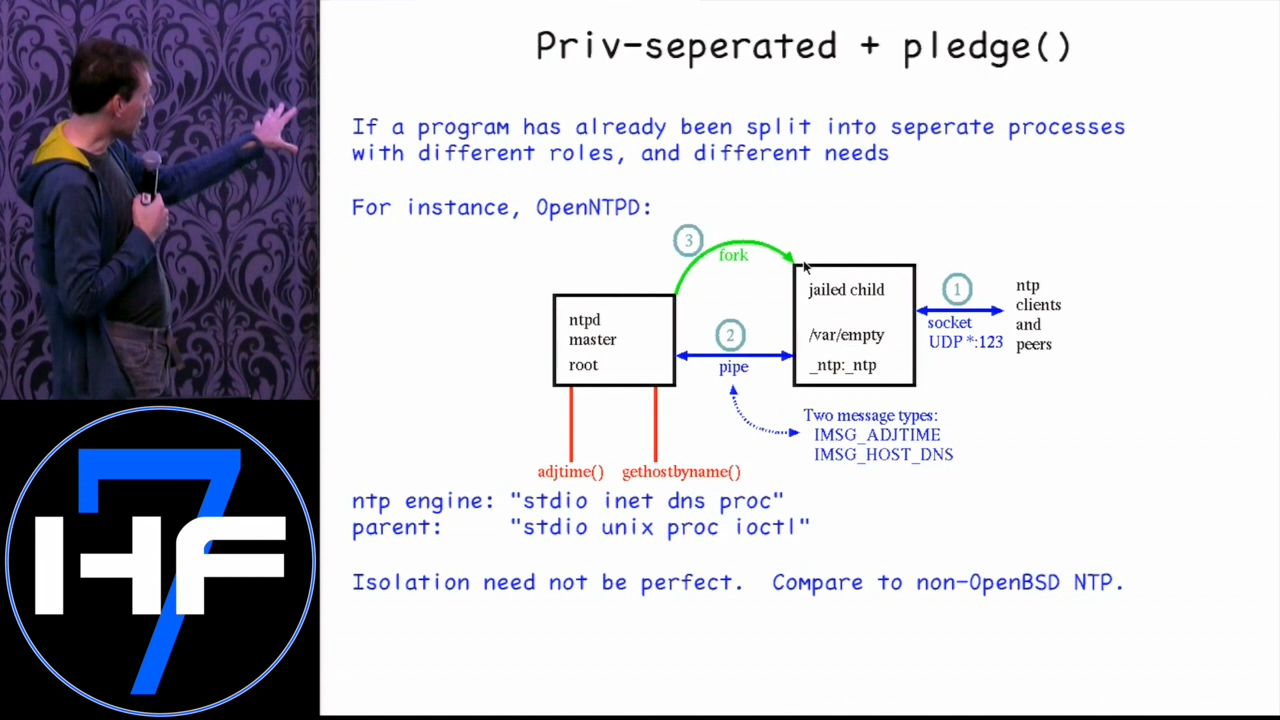 Priv-seperated + pledge()
If a program has already been split into seperate processes
with different roles, and different needs
For instance, OpenNTPD:
3
fork
ntpd
master
root
2
pipe
jailed child
/var/empty
_ntp:_ntp
1
socket
UDP *:123
ntp
clients
and
peers
Two message types:
IMSG_ADJTIME
IMSG_HOST_DNS
adjtime() gethostbyname()
ntp engine: "stdio inet dns proc"
parent: "stdio unix proc ioctl"
Isolation need not be perfect. Compare to non-OpenBSD NTP.
7
HF